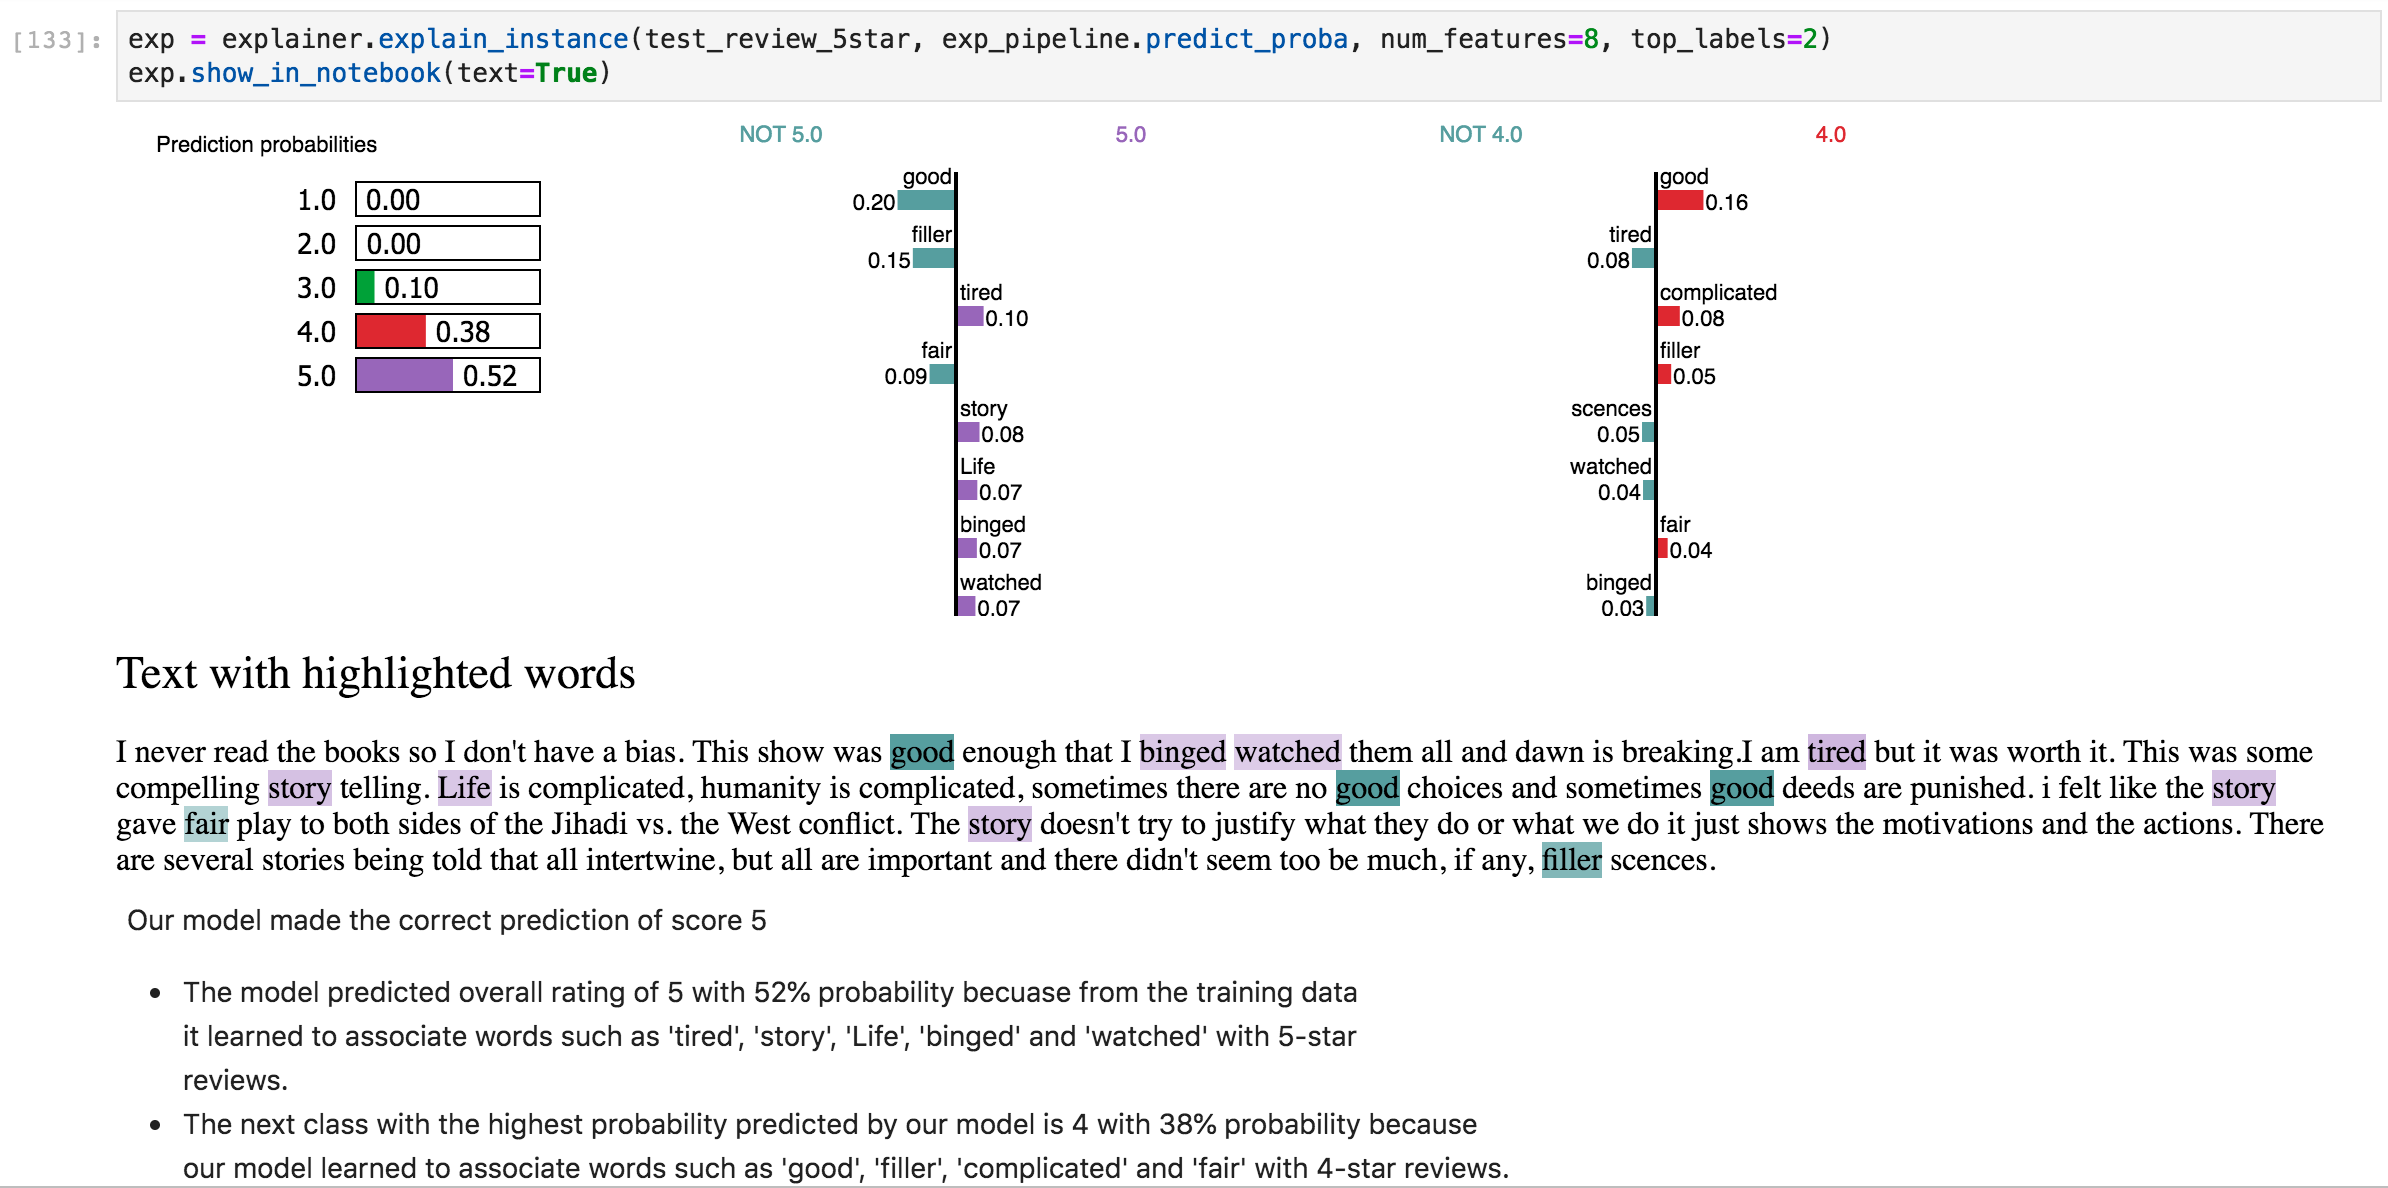 [133]:
exp = explainer.explain_instance(test_review_5star, exp_pipeline.predict_proba, num_features=8, top_labels=2)
exp.show_in_notebook(text=True)
Prediction probabilities
1.0 0.00
2.0 0.00
3.0 0.10
4.0 0.38
5.0 0.52
NOT 5.0 5.0
good
0.20
filler
0.15
tired
0.10
fair
0.09
story
0.08
Life
0.07
binged
0.07
watched
0.07
NOT 4.0 4.0
good
0.16
tired
0.08
complicated
0.08
filler
0.05
scences
0.05
watched
0.04
fair
0.04
binged
0.03
Text with highlighted words
I never read the books so I don't have a bias. This show was good enough that I binged watched them all and dawn is breaking.I am tired but it was worth it. This was some
compelling story telling. Life is complicated, humanity is complicated, sometimes there are no good choices and sometimes good deeds are punished. i felt like the story
gave fair play to both sides of the Jihadi vs. the West conflict. The story doesn't try to justify what they do or what we do it just shows the motivations and the actions. There
are several stories being told that all intertwine, but all are important and there didn't seem too be much, if any, filler scences.
Our model made the correct prediction of score 5
• The model predicted overall rating of 5 with 52% probability becuase from the training data
it learned to associate words such as 'tired', 'story', 'Life', 'binged' and 'watched' with 5-star
reviews.
• The next class with the highest probability predicted by our model is 4 with 38% probability because
our model learned to associate words such as 'good', 'filler', 'complicated' and 'fair' with 4-star reviews.